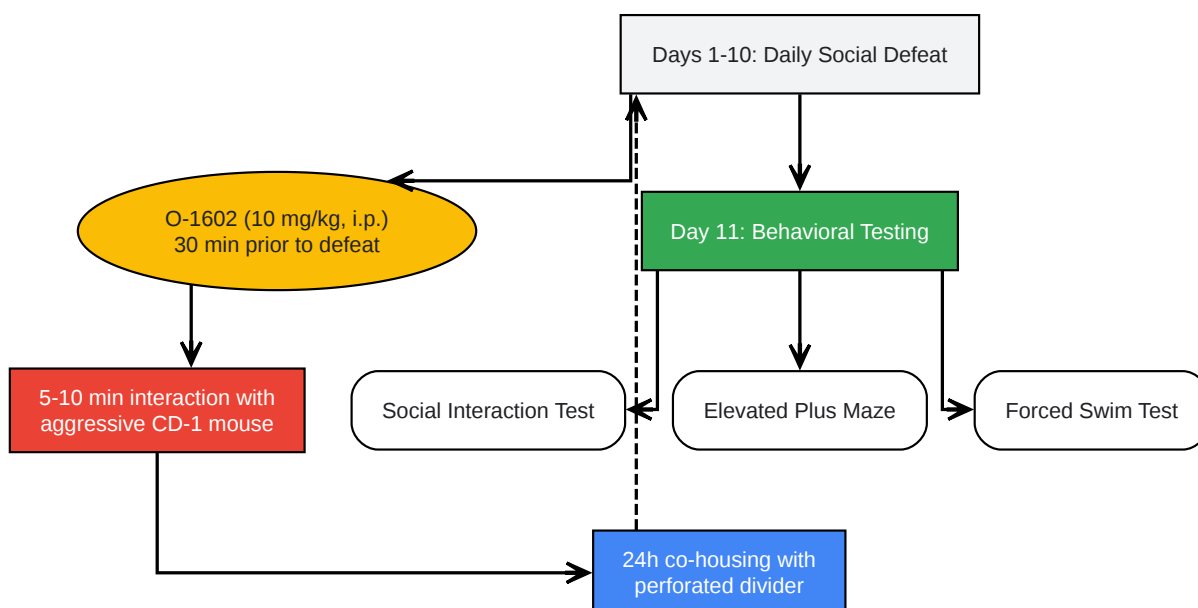 Days 1-10: Daily Social Defeat
O-1602 (10 mg/kg, i.p.)
30 min prior to defeat
Day 11: Behavioral Testing
5-10 min interaction with
aggressive CD-1 mouse
Social Interaction Test
Elevated Plus Maze
Forced Swim Test
24h co-housing with
perforated divider